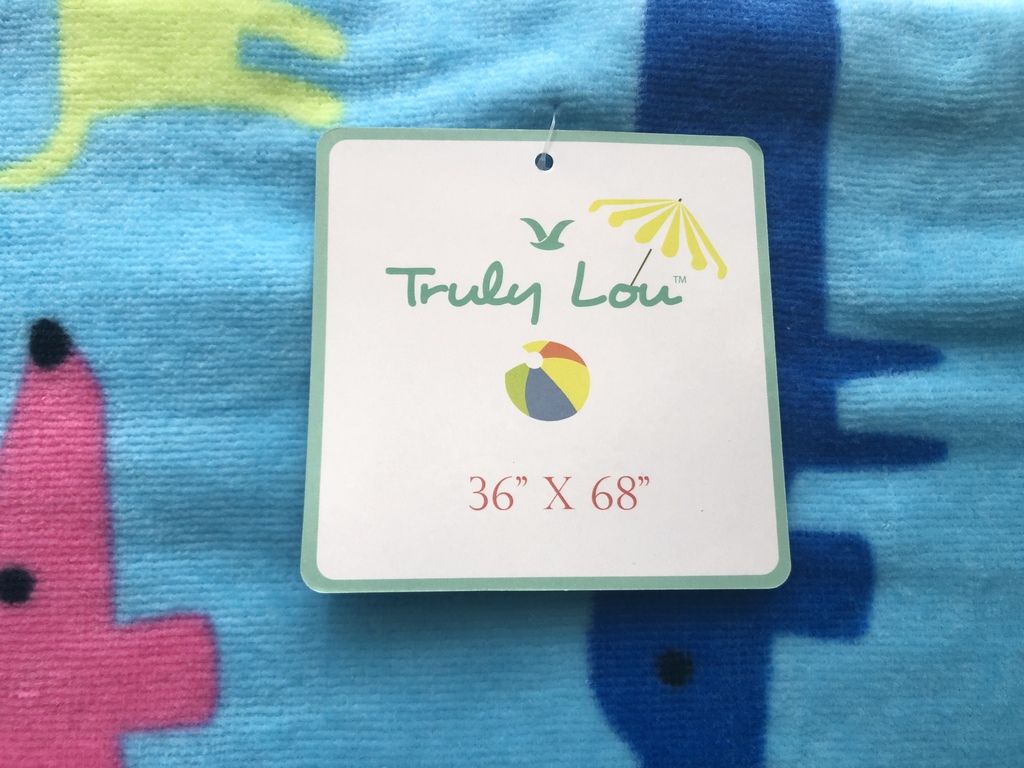 Truly Lou™
36” X 68”